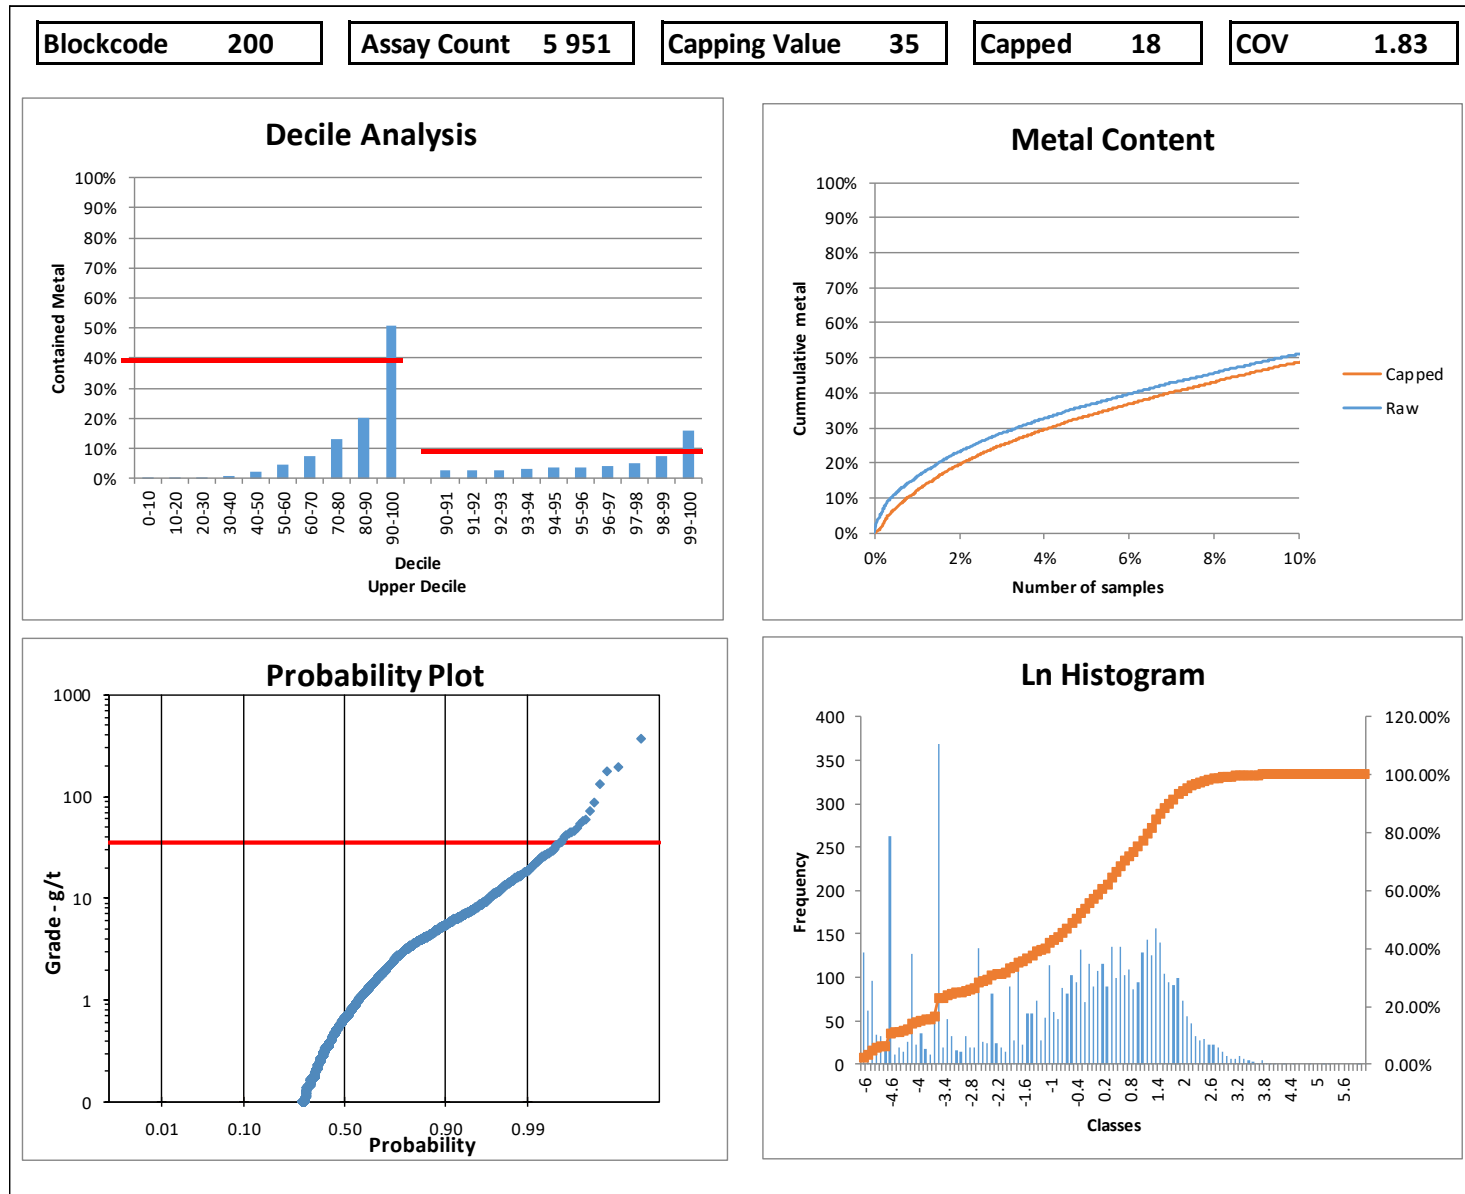 Blockcode 200 Assay Count 5 951 Capping Value 35 Capped 18 COV 1.83
Decile Analysis
Contained Metal
100%
90%
80%
70%
60%
50%
40%
30%
20%
10%
0%
0-10 10-20 20-30 30-40 40-50 50-60 60-70 70-80 80-90 90-100 90-91 91-92 92-93 93-94 94-95 95-96 96-97 97-98 98-99 99-100
Decile
Upper Decile
Metal Content
Cummulative metal
100%
90%
80%
70%
60%
50%
40%
30%
20%
10%
0%
0% 2% 4% 6% 8% 10%
Number of samples
Capped
Raw
Probability Plot
Grade - g/t
1000
100
10
1
0
0.01 0.10 0.50 0.90 0.99
Probability
Ln Histogram
Frequency
400
350
300
250
200
150
100
50
0
120.00%
100.00%
80.00%
60.00%
40.00%
20.00%
0.00%
-6 -4.6 -4 -3.4 -2.8 -2.2 -1.6 -1 -0.4 0.2 0.8 1.4 2 2.6 3.2 3.8 4.4 5 5.6
Classes